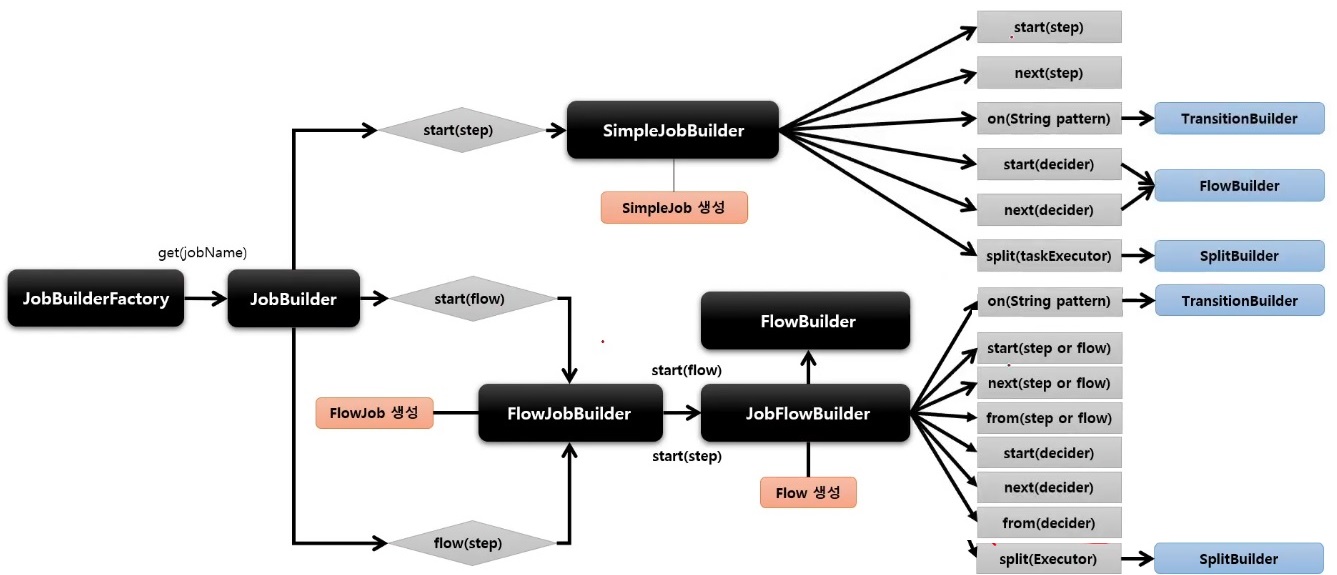 start(step)
next(step)
on(String pattern)
TransitionBuilder
start(step)
SimpleJobBuilder
start(decider)
FlowBuilder
SimpleJob 생성
next(decider)
get(jobName)
split(taskExecutor)
SplitBuilder
JobBuilderFactory
JobBuilder
start(flow)
on(String pattern)
TransitionBuilder
FlowBuilder
start(step or flow)
start(flow)
next(step or flow)
FlowJob 생성
FlowJobBuilder
JobFlowBuilder
from(step or flow)
start(step)
start(decider)
next(decider)
Flow 생성
from(decider)
flow(step)
split(Executor)
SplitBuilder